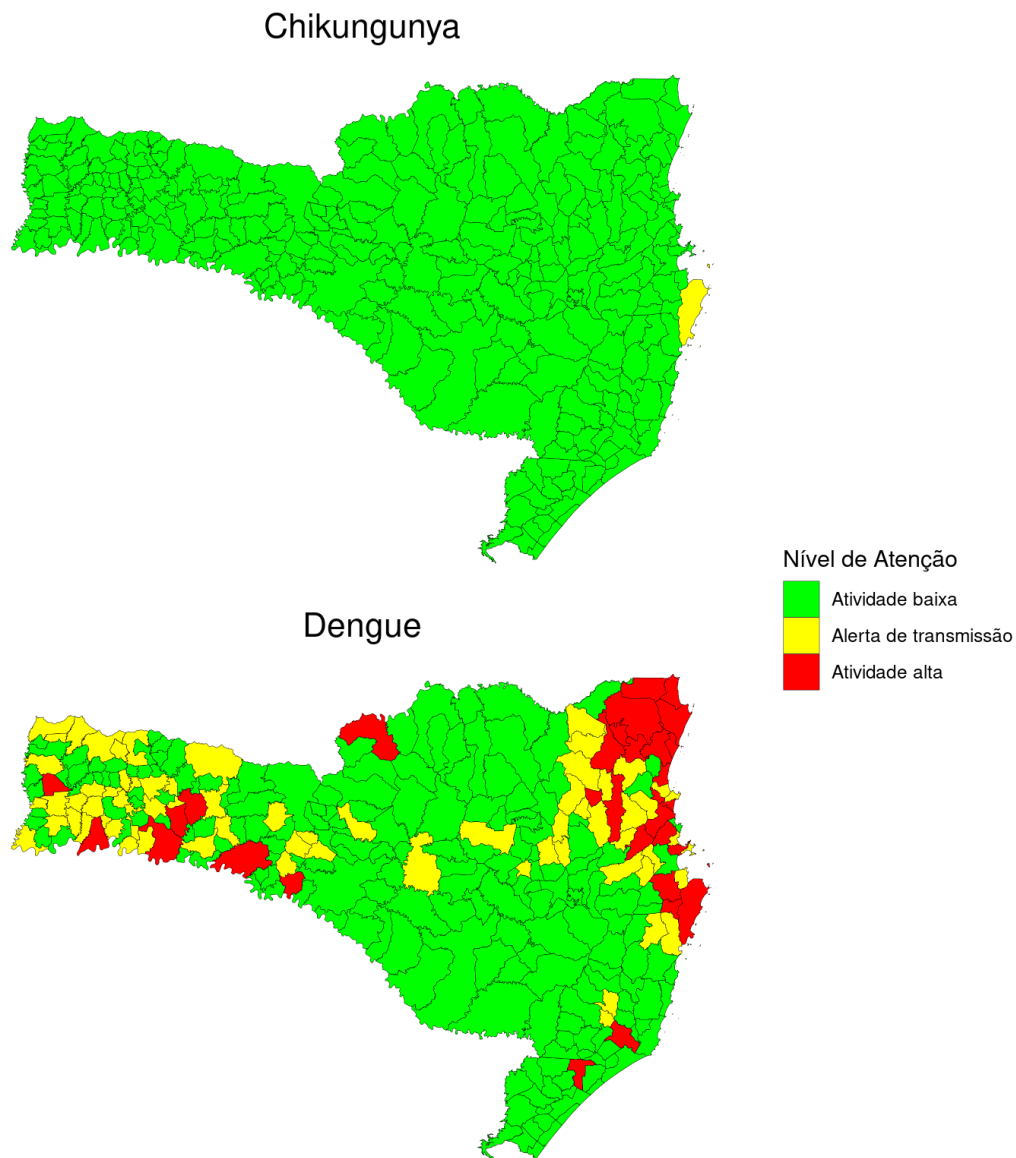 Chikungunya
Nível de Atenção
Atividade baixa
Alerta de transmissão
Atividade alta
Dengue